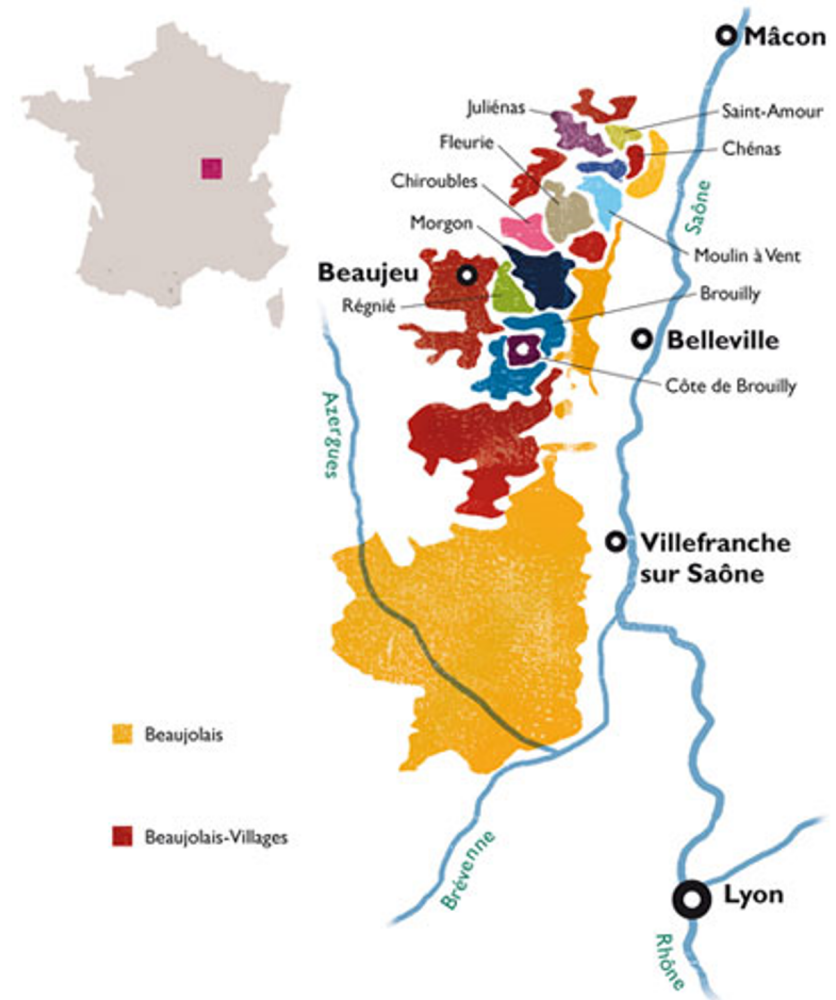 Mâcon
Juliénas
Saint-Amour
Fleurie
Chénas
Chiroubles
Saône
Morgon
Moulin à Vent
Beaujeu
Brouilly
Régnié
Belleville
Côte de Brouilly
Azergues
Villefranche
sur Saône
Beaujolais
Beaujolais-Villages
Brévenne
Lyon
Rhône